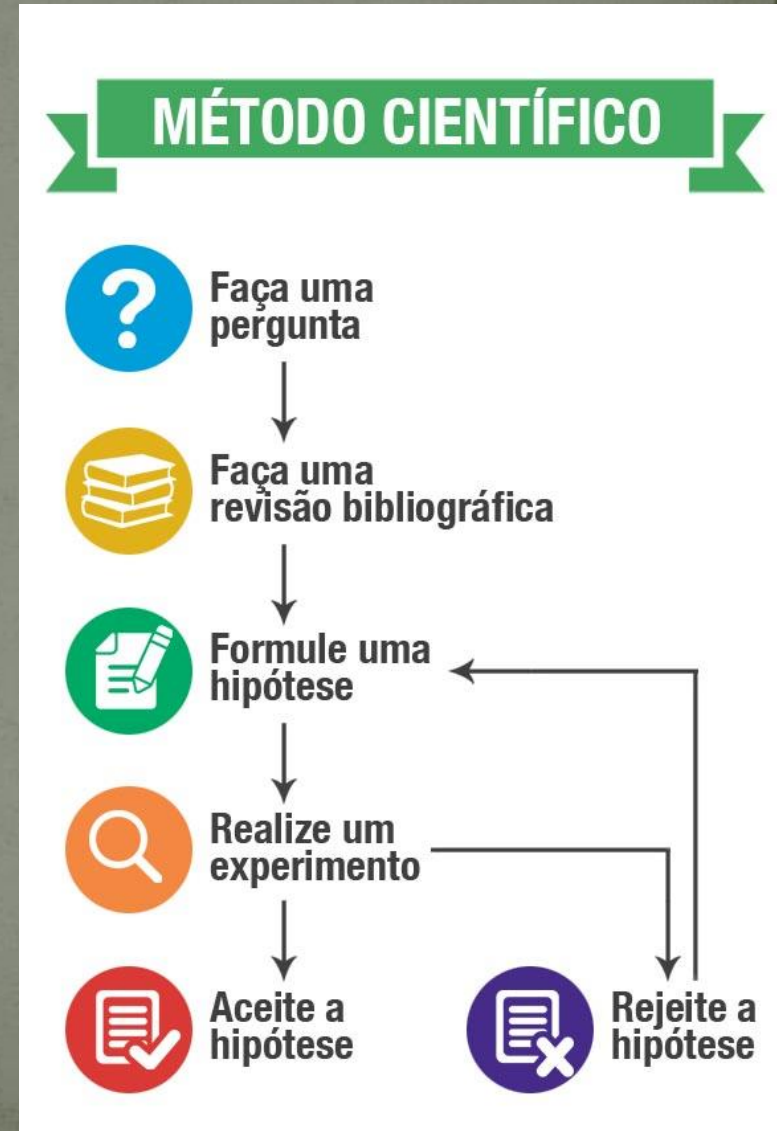 MÉTODO CIENTÍFICO
Faça uma
pergunta
Faça uma
revisão bibliográfica
Formule uma
hipótese
Realize um
experimento
Aceite a
hipótese
Rejeite a
hipótese